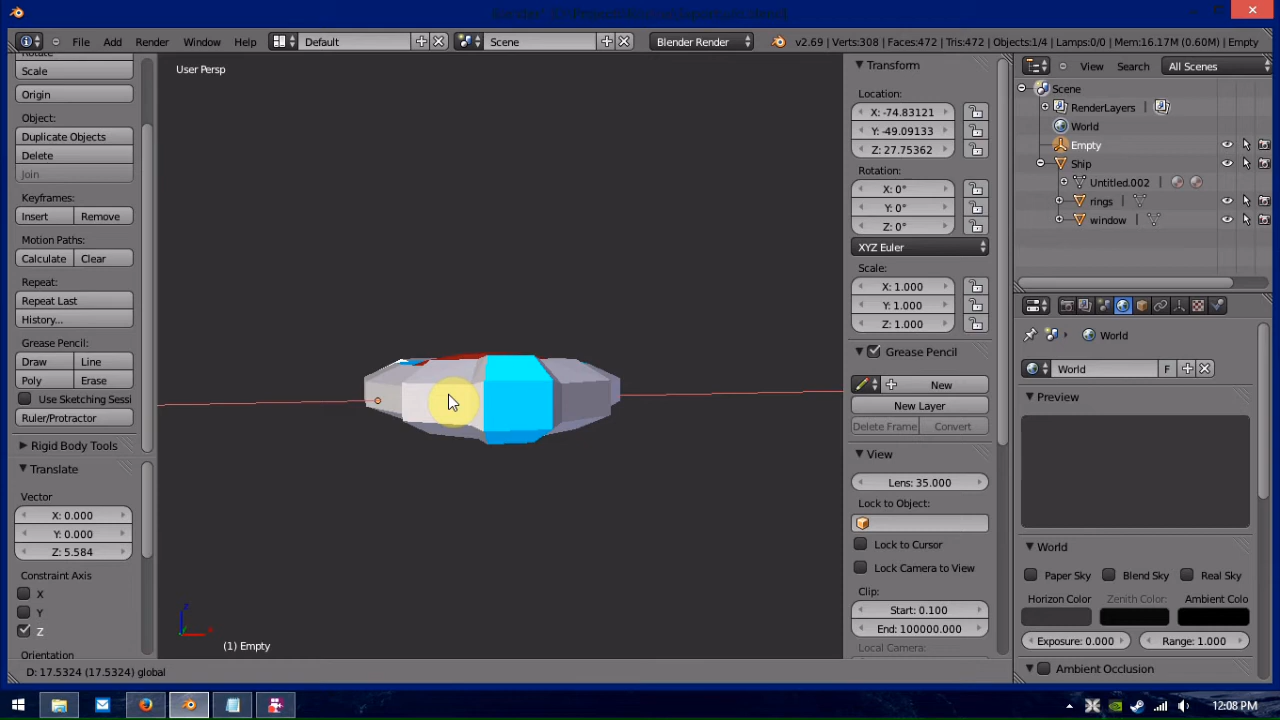 File Add Render Window Help Default Scene Blender Render v2.69 | Verts:308 | Faces:472 | Tris:472 | Objects:1/4 | Lamps:0/0 | Mem:16.17M (0.60M) | Empty
Scale
Origin
Object:
Duplicate Objects
Delete
Join
Keyframes:
Insert Remove
Motion Paths:
Calculate Clear
Repeat:
Repeat Last
History...
Grease Pencil:
Draw Line
Poly Erase
Use Sketching Sessi
Ruler/Protractor
Rigid Body Tools
Translate
Vector
X: 0.000
Y: 0.000
Z: 5.584
Constraint Axis
X
Y
Z
Orientation
User Persp
(1) Empty
D: 17.5324 (17.5324) global
Transform
Location:
X: -74.83121
Y: -49.09133
Z: 27.75362
Rotation:
X: 0°
Y: 0°
Z: 0°
XYZ Euler
Scale:
X: 1.000
Y: 1.000
Z: 1.000
Grease Pencil
New
New Layer
Delete Frame Convert
View
Lens: 35.000
Lock to Object:
Lock to Cursor
Lock Camera to View
Clip:
Start: 0.100
End: 100000.000
Local Camera:
View Search All Scenes
Scene
RenderLayers
World
Empty
Ship
Untitled.002
rings
window
World
World F
Preview
World
Paper Sky Blend Sky Real Sky
Horizon Color Zenith Color: Ambient Colo
Exposure: 0.000 Range: 1.000
Ambient Occlusion
12:08 PM